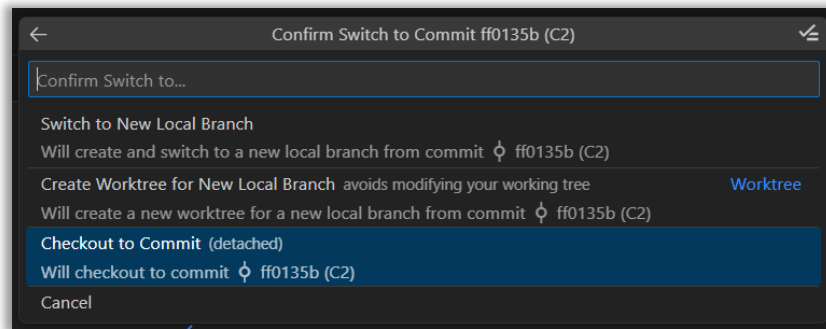 Confirm Switch to Commit ff0135b (C2)
Confirm Switch to...
Switch to New Local Branch
Will create and switch to a new local branch from commit ff0135b (C2)
Create Worktree for New Local Branch avoids modifying your working tree Worktree
Will create a new worktree for a new local branch from commit ff0135b (C2)
Checkout to Commit (detached)
Will checkout to commit ff0135b (C2)
Cancel